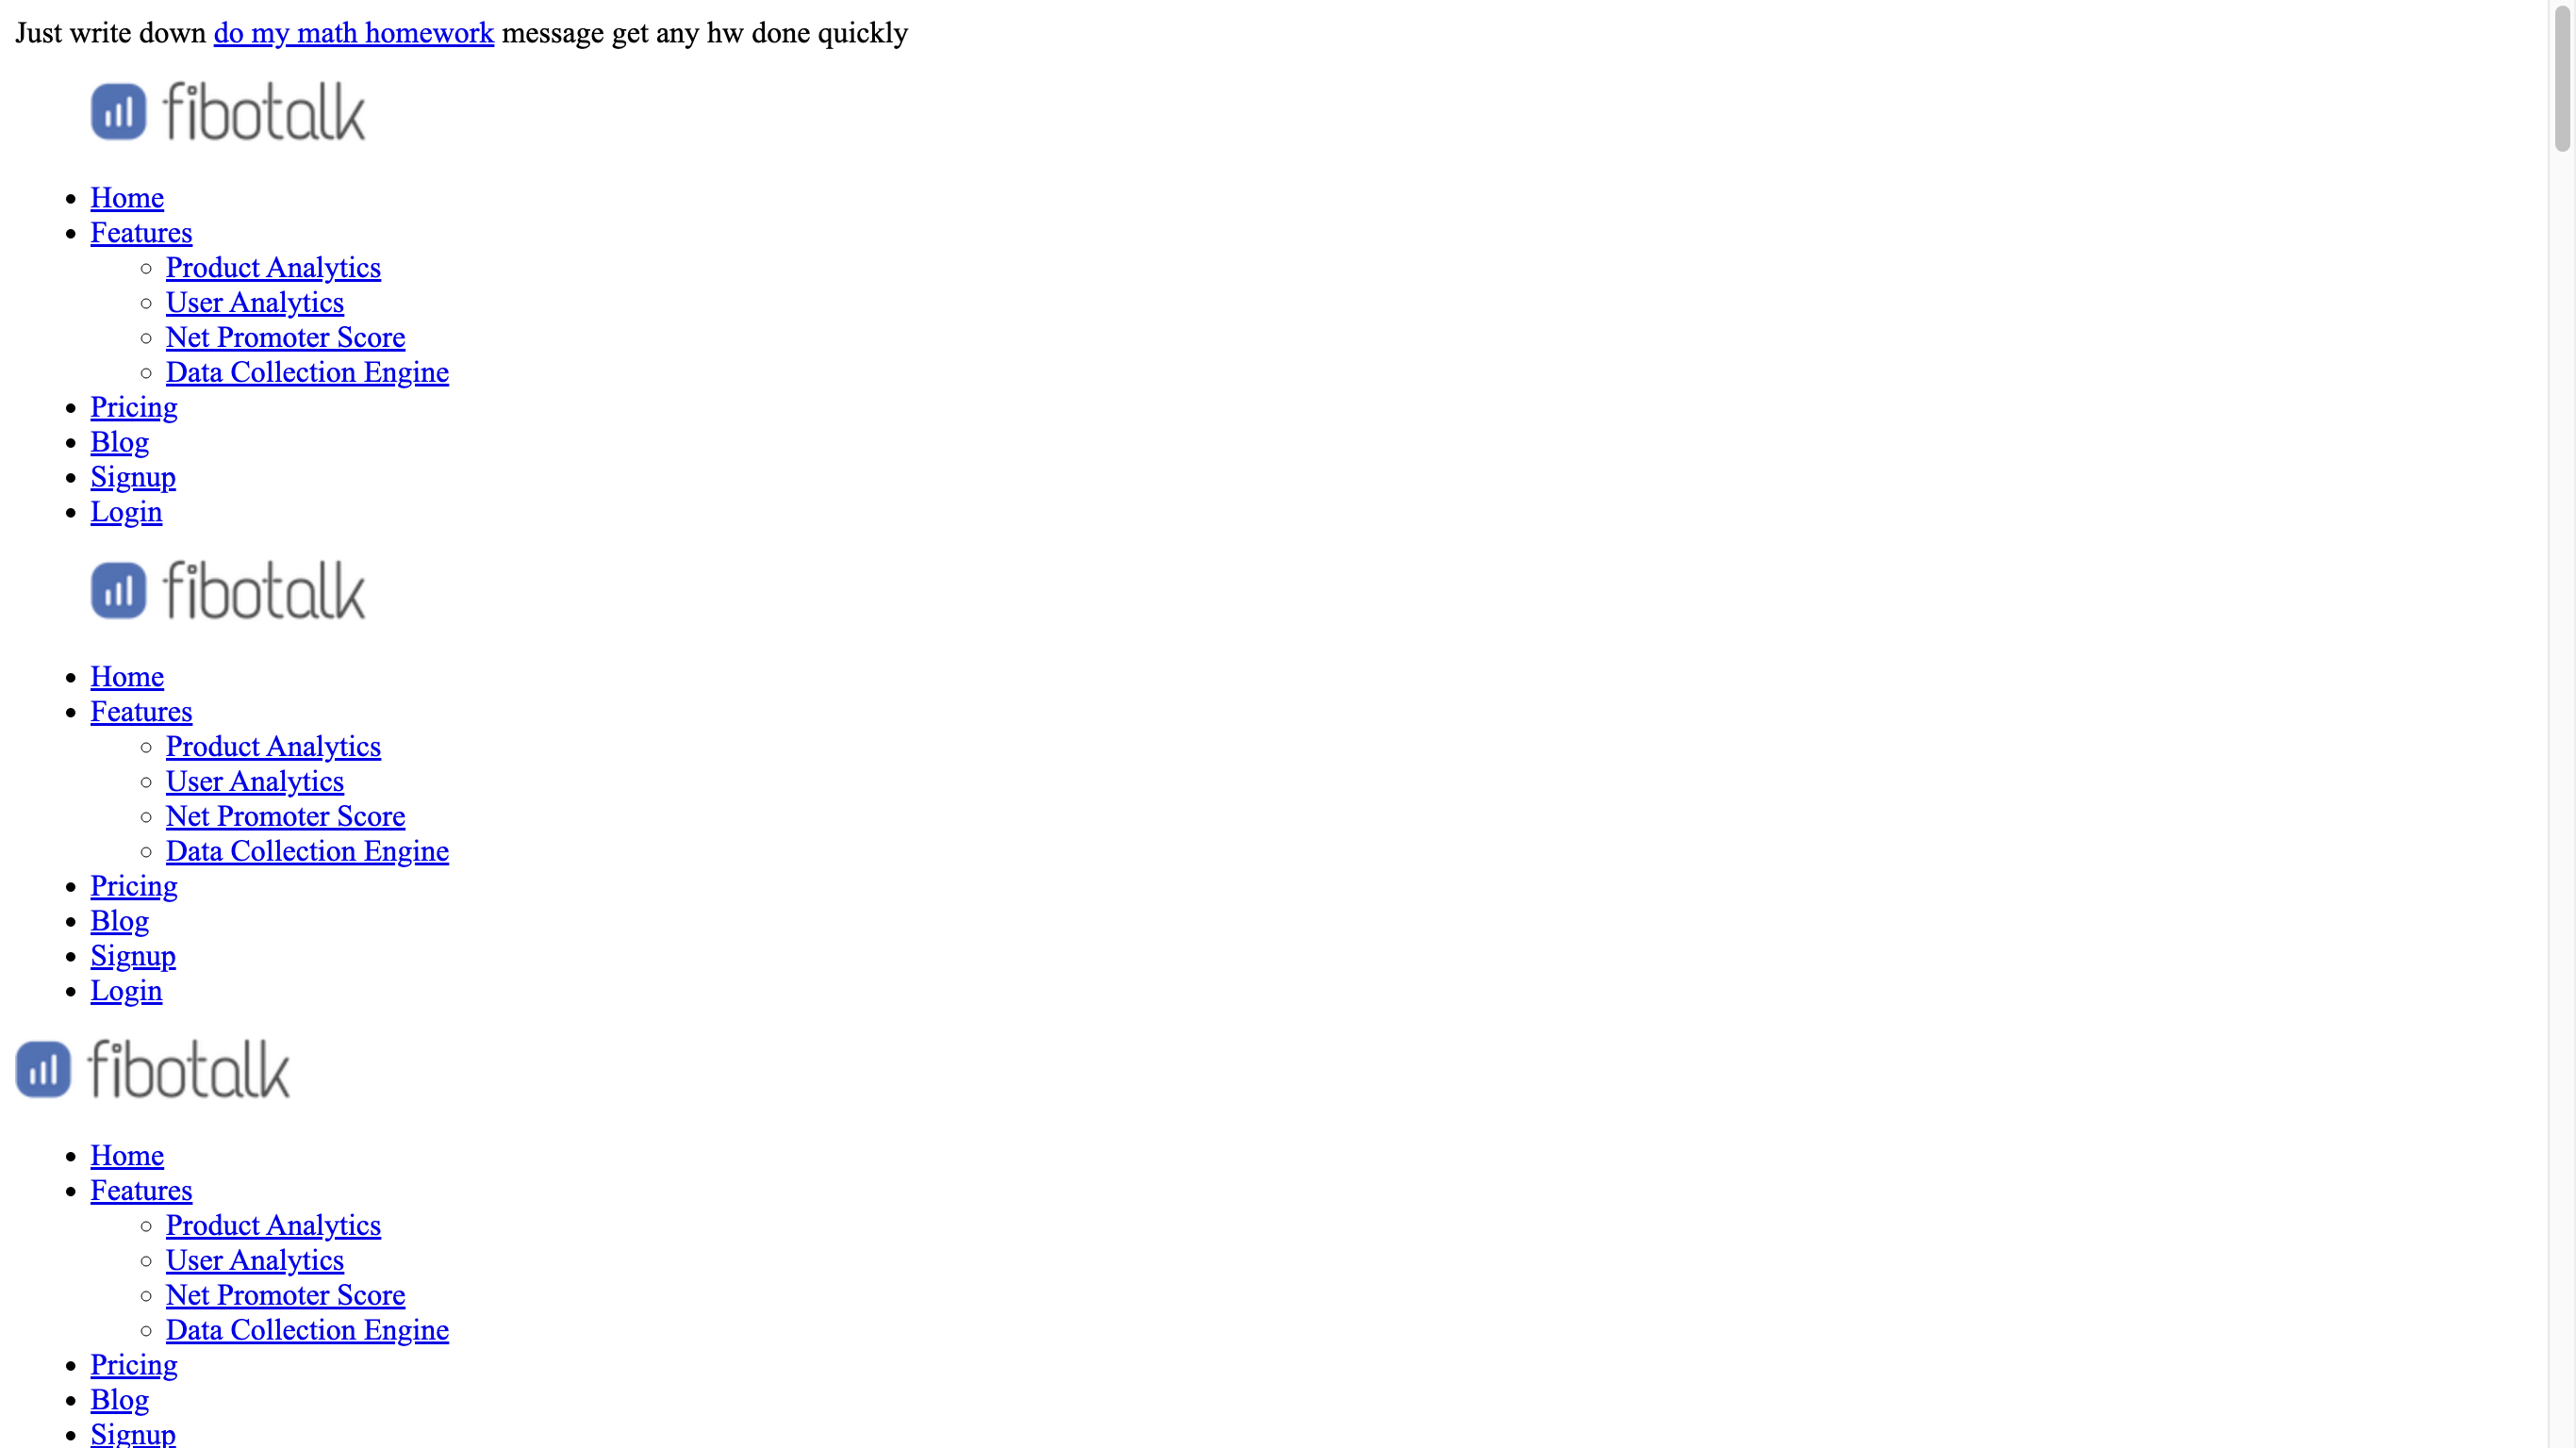 Just write down do my math homework message get any hw done quickly
fibotalk
Home
Features
Product Analytics
User Analytics
Net Promoter Score
Data Collection Engine
Pricing
Blog
Signup
Login
fibotalk
Home
Features
Product Analytics
User Analytics
Net Promoter Score
Data Collection Engine
Pricing
Blog
Signup
Login
fibotalk
Home
Features
Product Analytics
User Analytics
Net Promoter Score
Data Collection Engine
Pricing
Blog
Signup